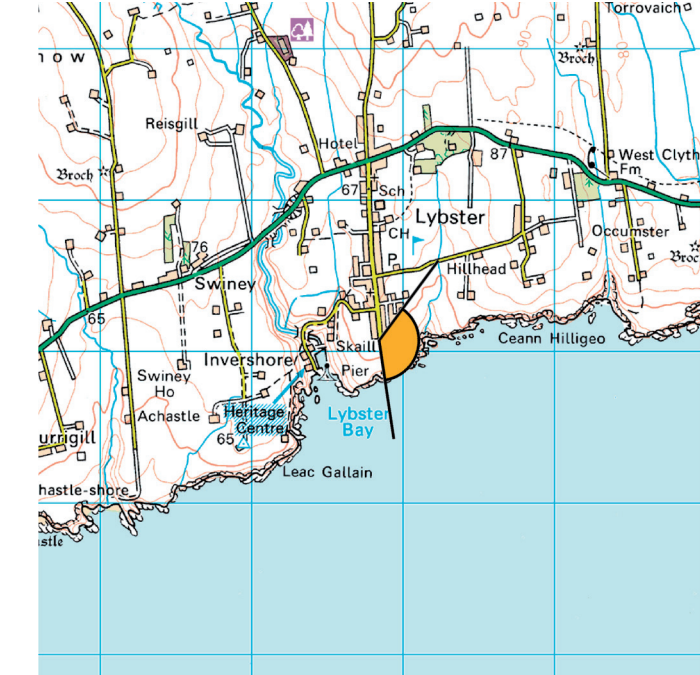 Torrovaich
now
Broch
Reisgill
Hotel
87
West Clyth
Fm
Broch
67
Sch
Lybster
CH
Occumster
76
P
Hillhead
Swiney
65
Skaill
Ceann Hilligeo
Invershore
Pier
Swiney
Ho
Achastle
Heritage
Centre
Lybster
Bay
urrigill
65
Leac Gallain
hastle-shore
stle
90
80